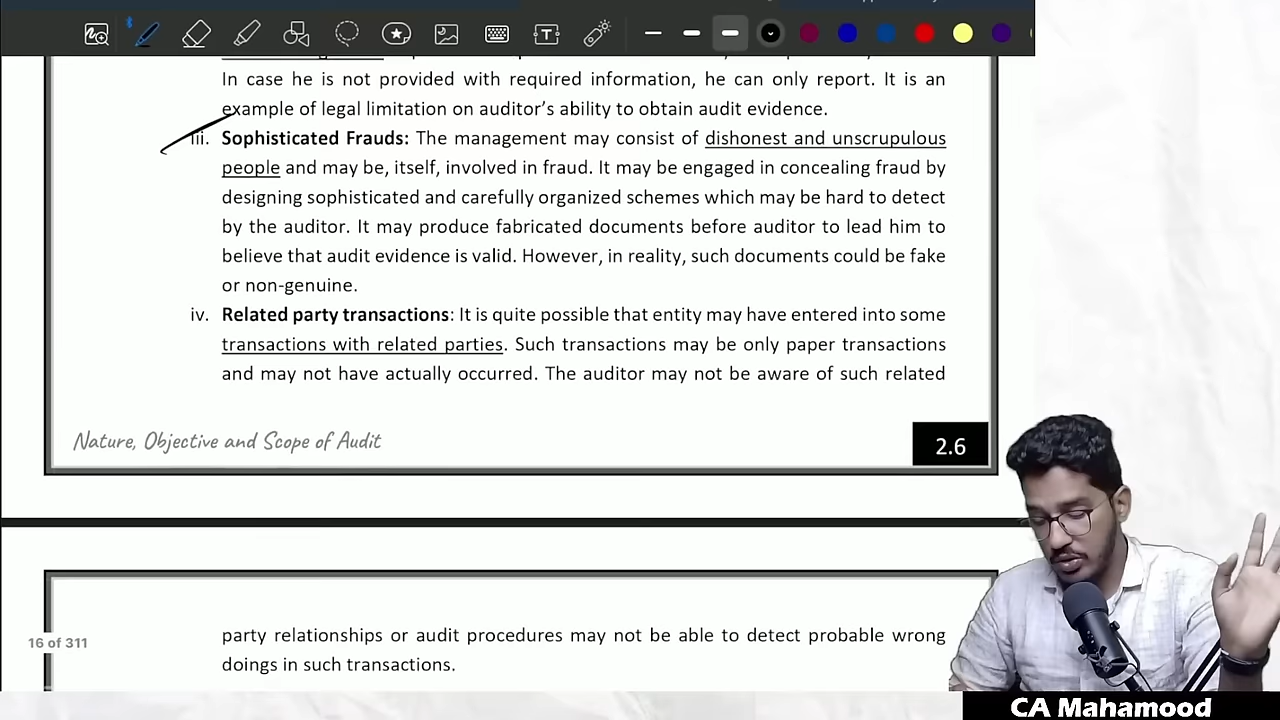 In case he is not provided with required information, he can only report. It is an
example of legal limitation on auditor's ability to obtain audit evidence.
iii. Sophisticated Frauds: The management may consist of dishonest and unscrupulous
people and may be, itself, involved in fraud. It may be engaged in concealing fraud by
designing sophisticated and carefully organized schemes which may be hard to detect
by the auditor. It may produce fabricated documents before auditor to lead him to
believe that audit evidence is valid. However, in reality, such documents could be fake
or non-genuine.
iv. Related party transactions: It is quite possible that entity may have entered into some
transactions with related parties. Such transactions may be only paper transactions
and may not have actually occurred. The auditor may not be aware of such related
Nature, Objective and Scope of Audit
2.6
16 of 311
party relationships or audit procedures may not be able to detect probable wrong
doings in such transactions.
CA Mahamood